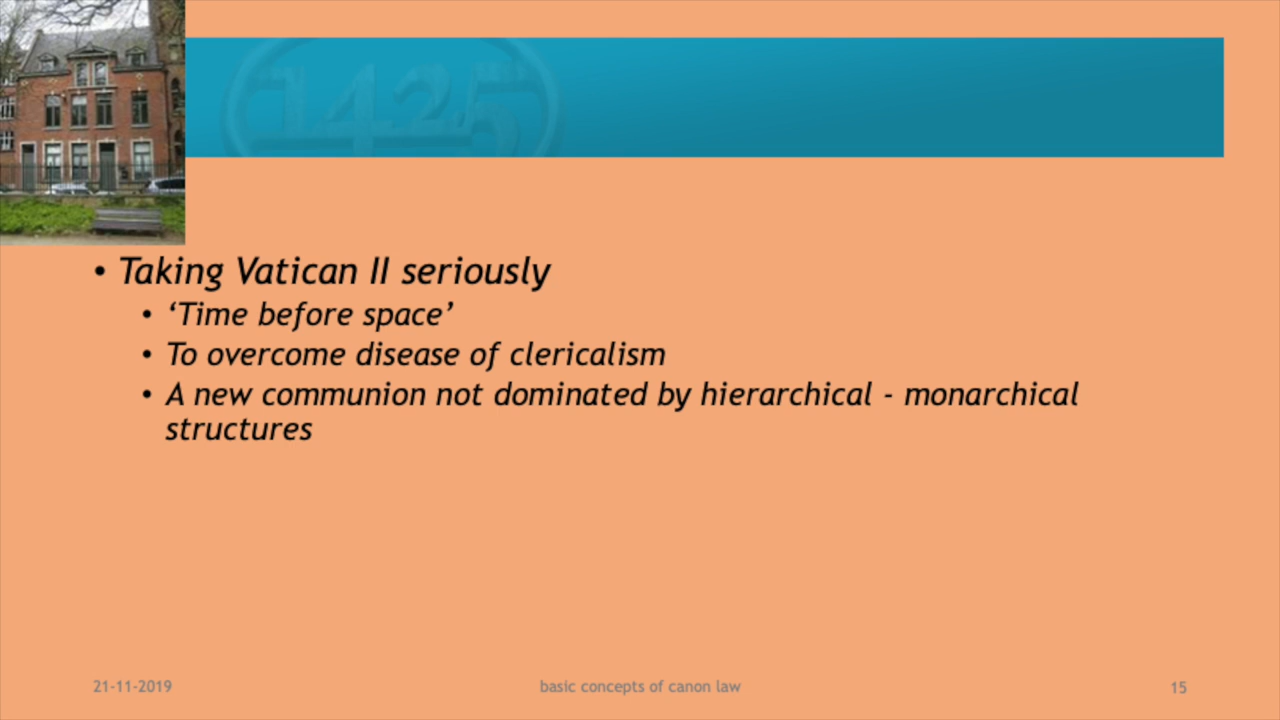 1425
• Taking Vatican II seriously
• ‘Time before space’
• To overcome disease of clericalism
• A new communion not dominated by hierarchical - monarchical
structures
21-11-2019 basic concepts of canon law 15